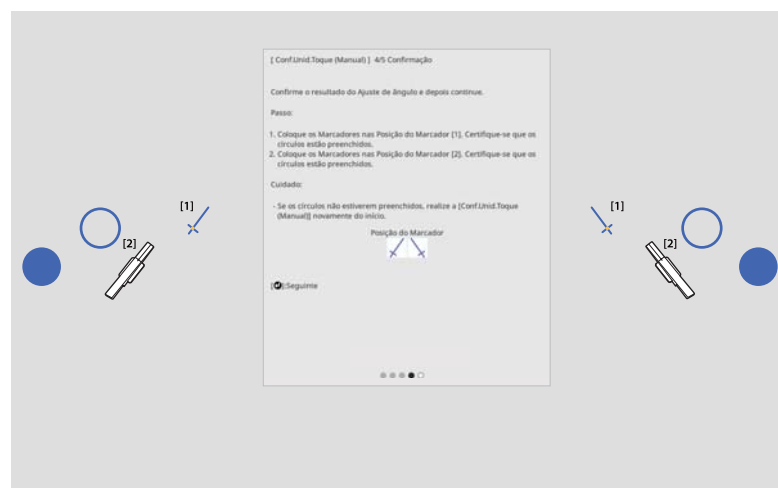 [ Conf.Unid.Toque (Manual) ] 4/5 Confirmação
Confirme o resultado do Ajuste de ângulo e depois continue.
Passo:
1. Coloque os Marcadores nas Posição do Marcador [1]. Certifique-se que os
círculos estão preenchidos.
2. Coloque os Marcadores nas Posição do Marcador [2]. Certifique-se que os
círculos estão preenchidos.
Cuidado:
- Se os círculos não estiverem preenchidos, realize a [Conf.Unid.Toque
(Manual)] novamente do início.
Posição do Marcador
[ ]:Seguinte
[1]
[2]
[1]
[2]